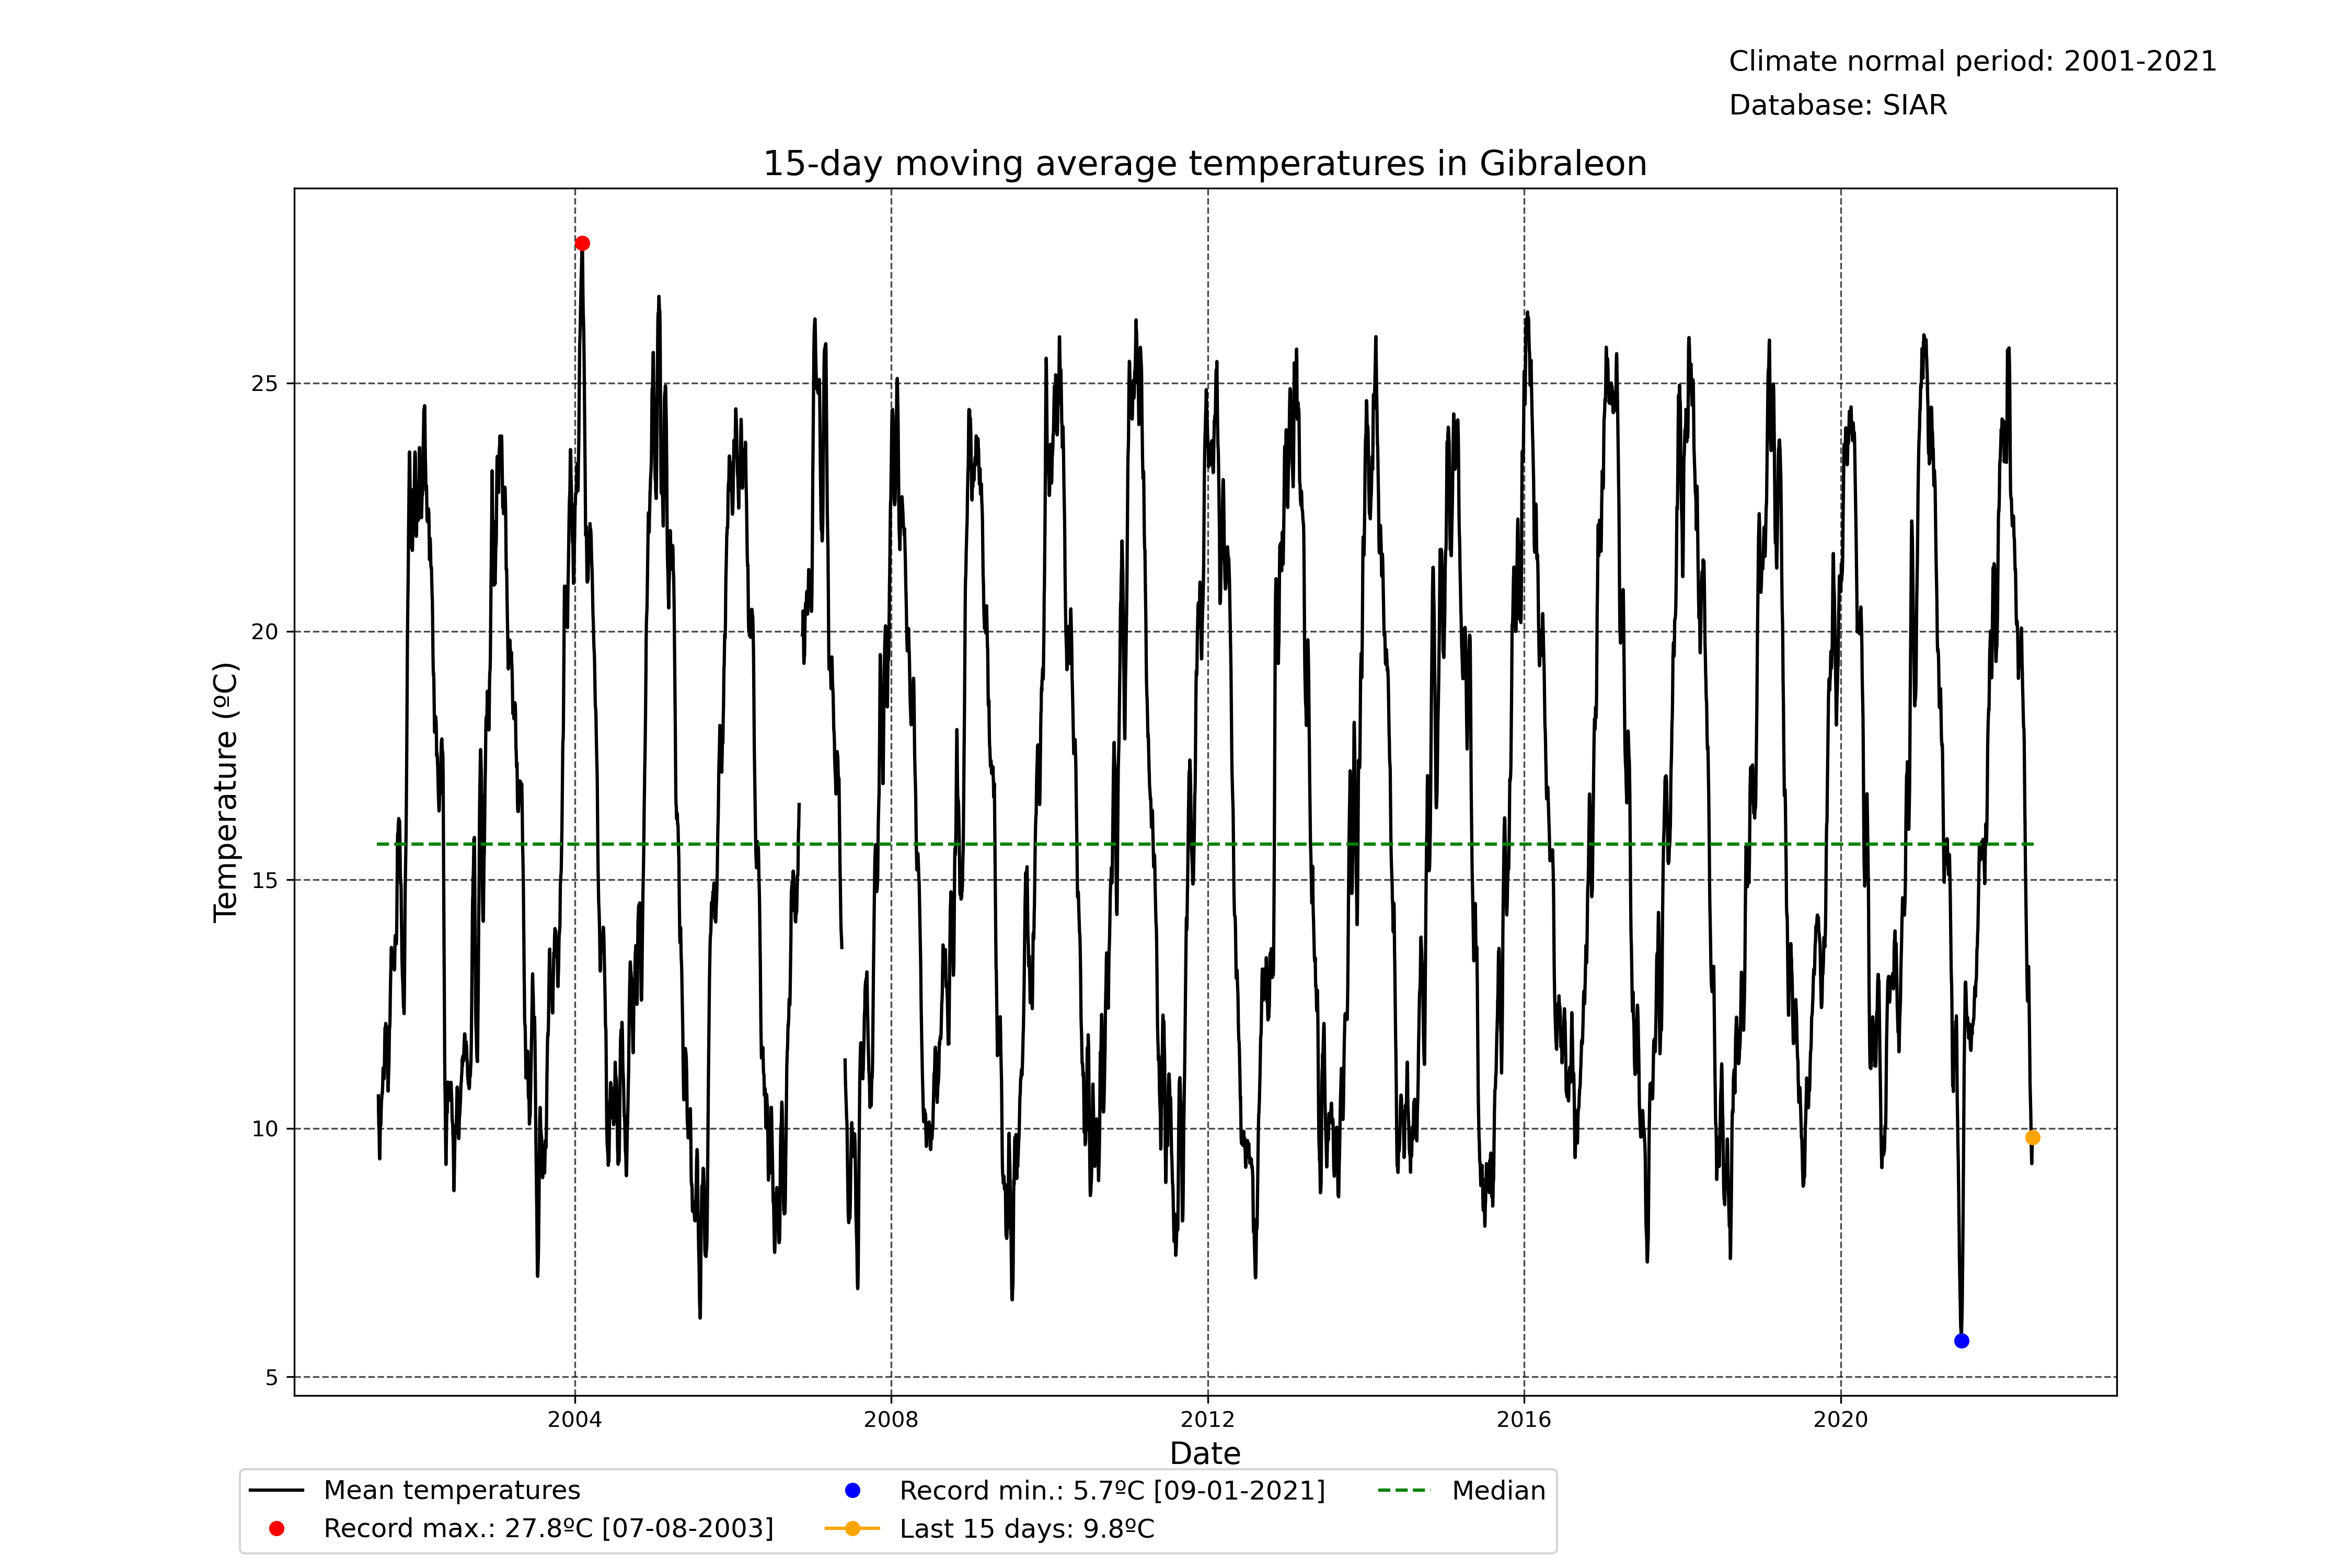 Climate normal period: 2001-2021
Database: SIAR
15-day moving average temperatures in Gibraleon
Temperature (ºC)
25
20
15
10
5
2004 2008 2012 2016 2020
Date
Mean temperatures
Record max.: 27.8ºC [07-08-2003]
Record min.: 5.7ºC [09-01-2021]
Last 15 days: 9.8ºC
Median